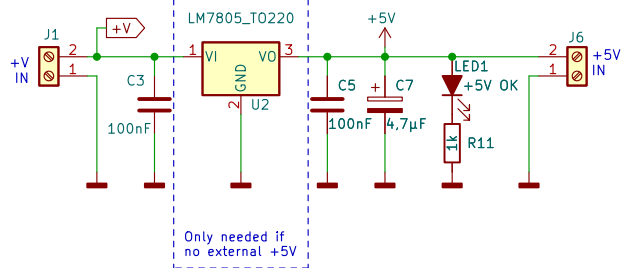 LM7805_TO220
+5V
J1
+V
J6
+V
IN
2
1
1
VI
VO
3
GND
2
U2
C3
100nF
C5
100nF
C7
+
4,7µF
LED1
+5V OK
1k
R11
2
1
+5V
IN
Only needed if
no external +5V